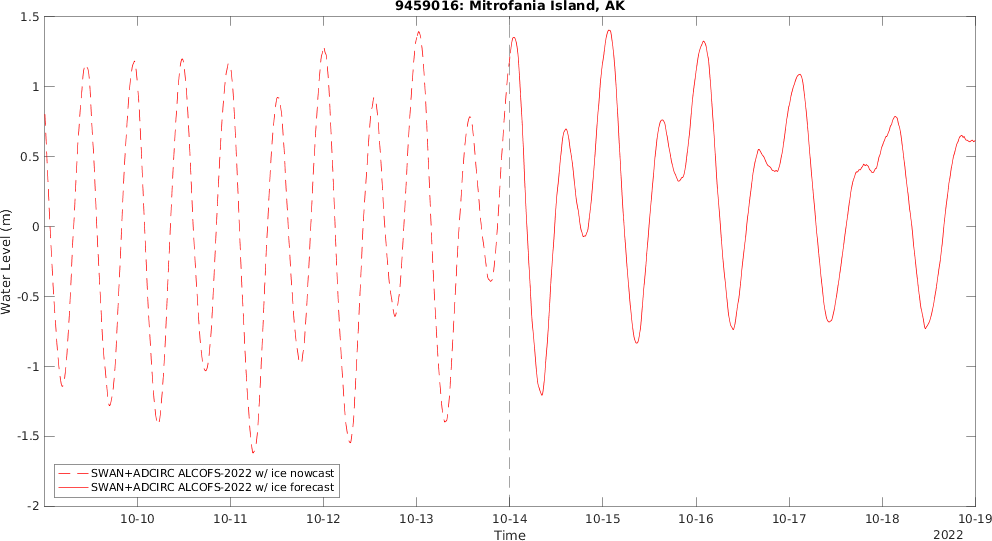 9459016: Mitrofania Island, AK
1.5
1
0.5
0
-0.5
-1
-1.5
-2
Water Level (m)
SWAN+ADCIRC ALCOFS-2022 w/ ice nowcast
SWAN+ADCIRC ALCOFS-2022 w/ ice forecast
10-10 10-11 10-12 10-13 10-14 10-15 10-16 10-17 10-18 10-19
Time
2022